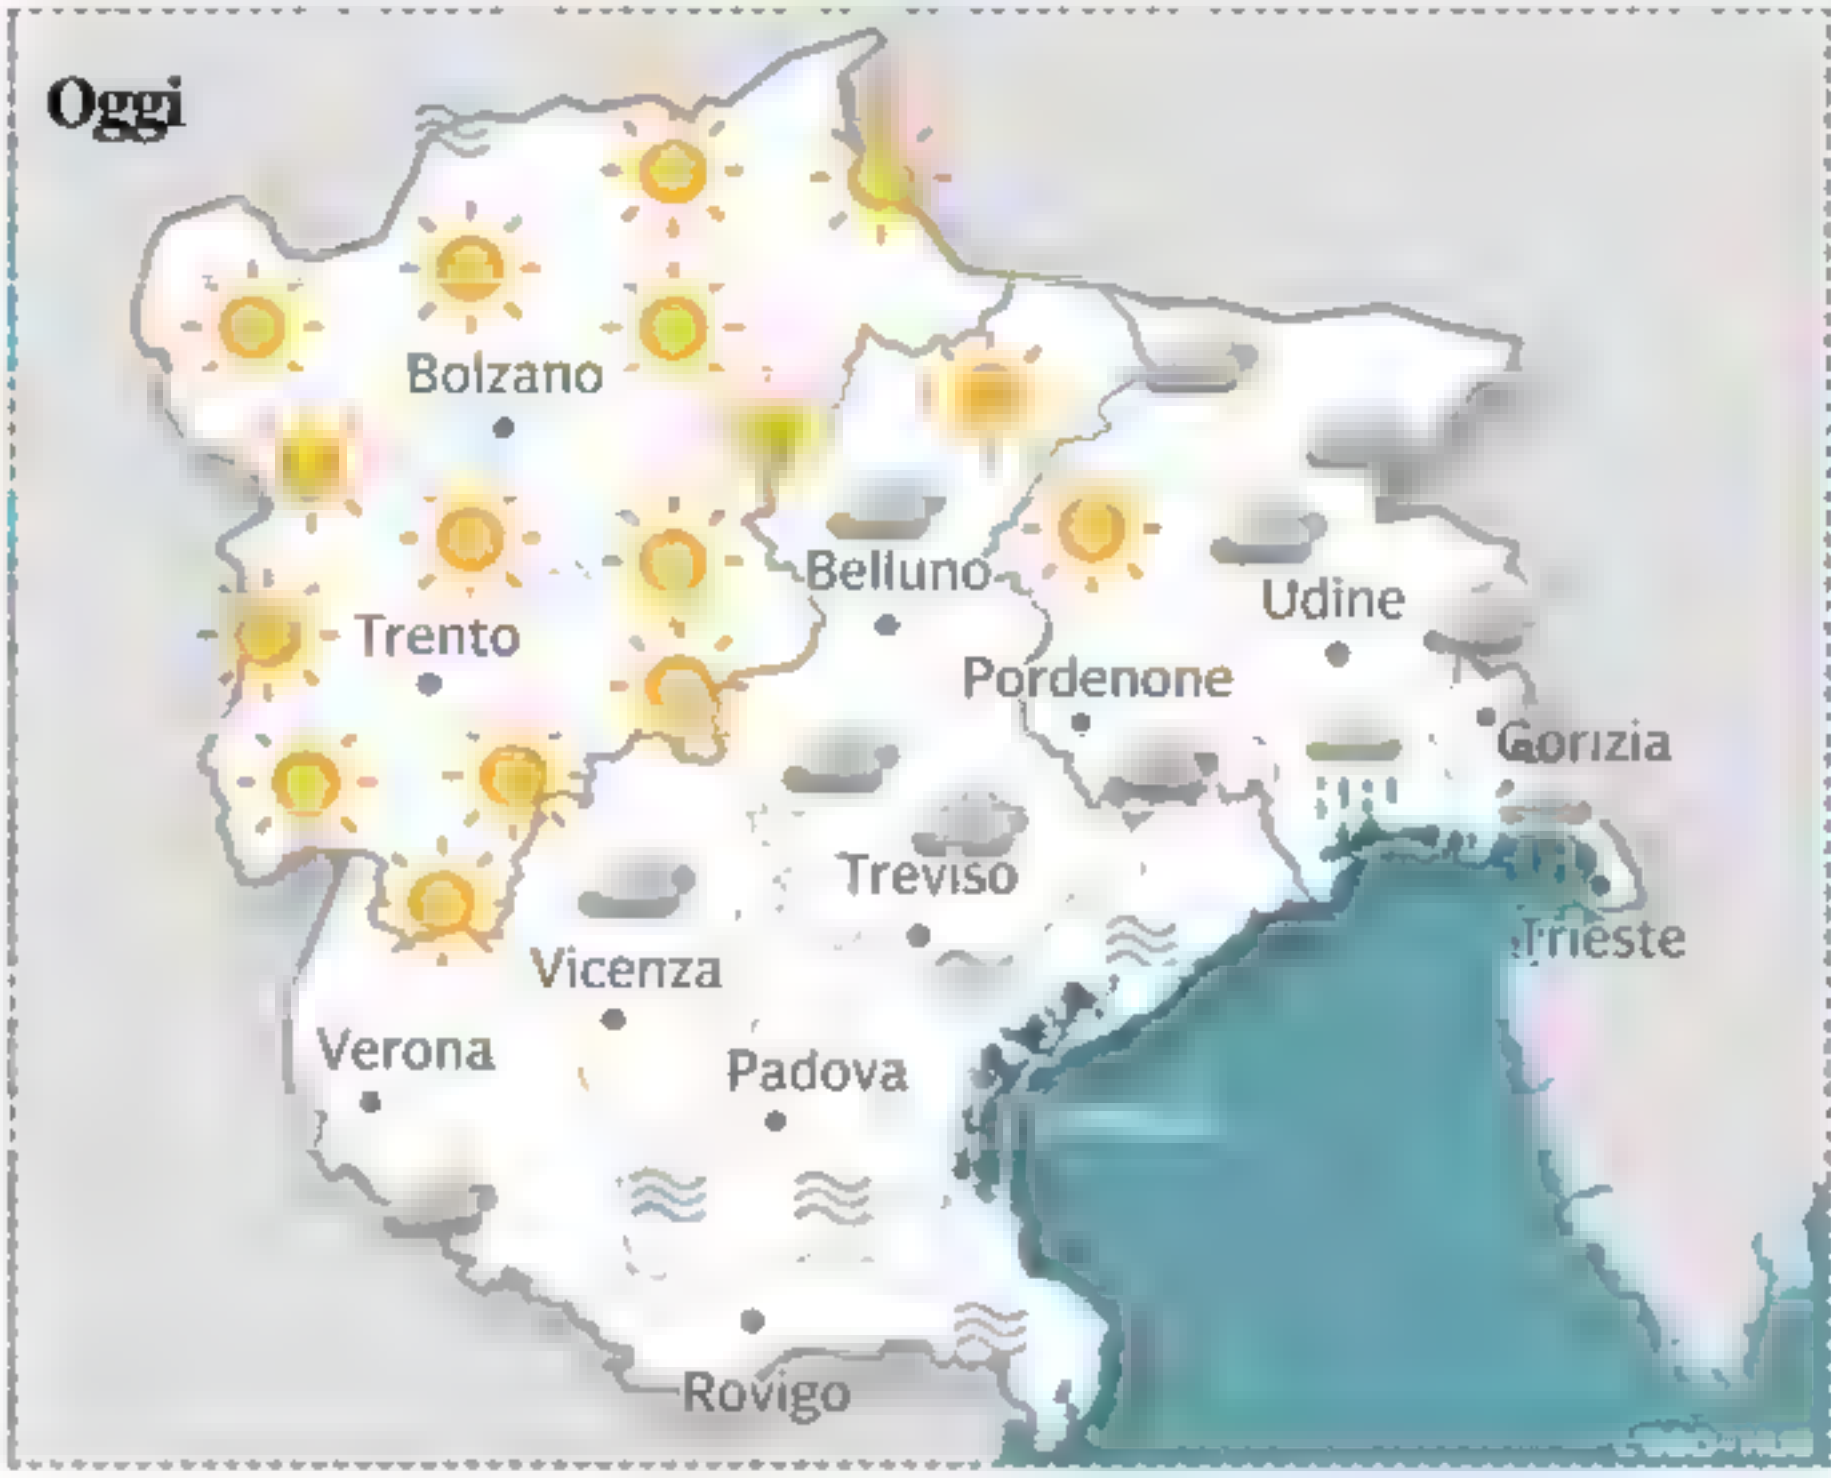 Oggi
Bolzano
Belluno
Udine
Trento
Pordenone
Gorizia
Treviso
Trieste
Vicenza
Verona
Padova
Rovigo